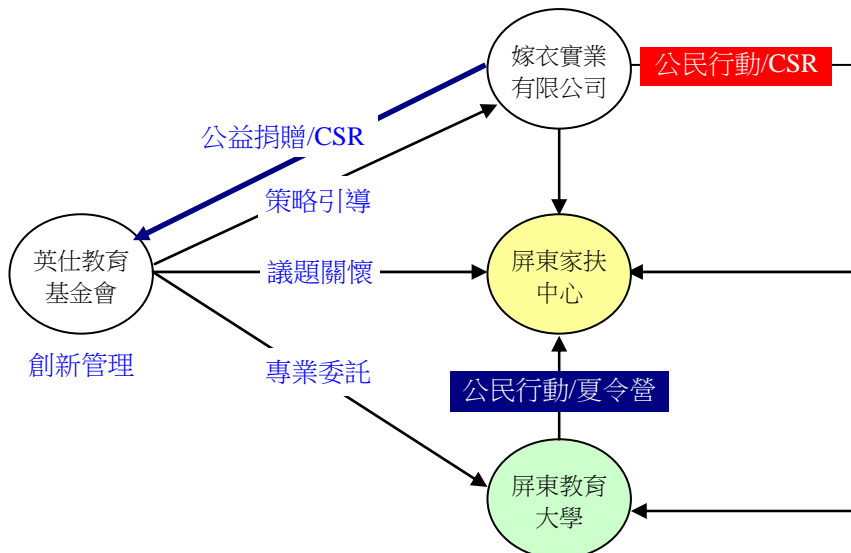 嫁衣實業
有限公司
公民行動/CSR
公益捐贈/CSR
策略引導
英仕教育
基金會
議題關懷
屏東家扶
中心
創新管理
專業委託
公民行動/夏令營
屏東教育
大學